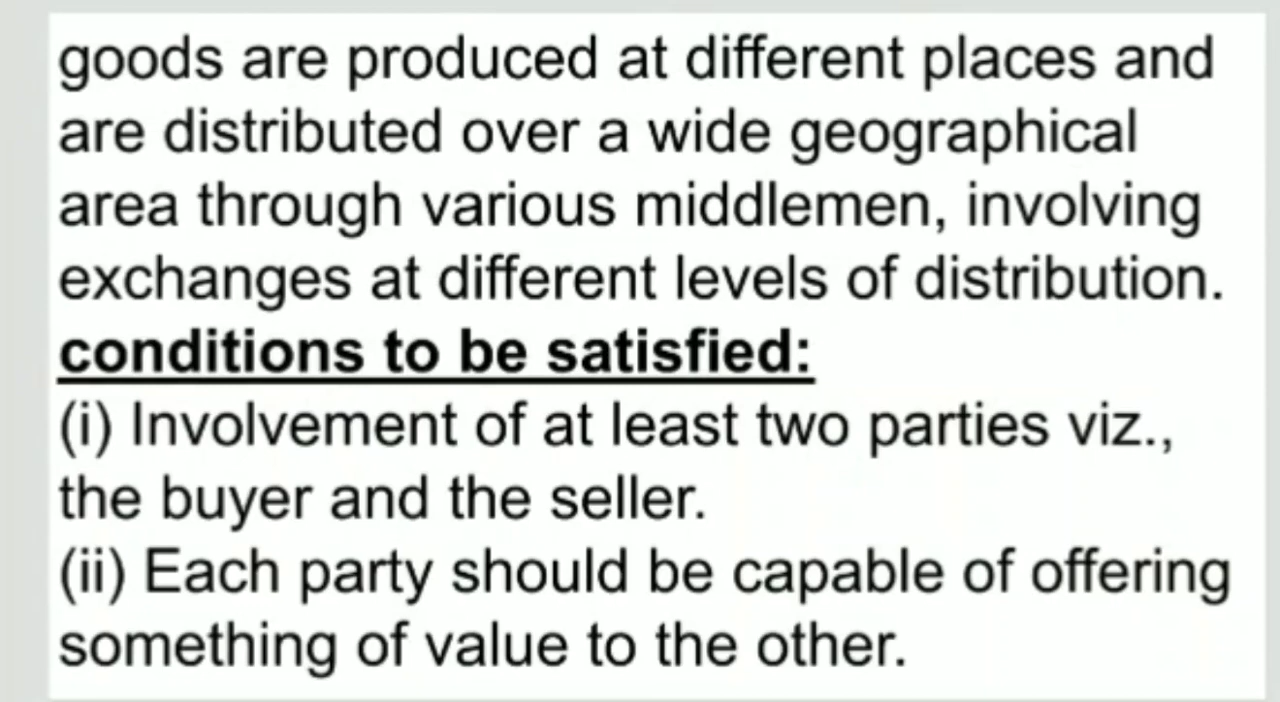 goods are produced at different places and
are distributed over a wide geographical
area through various middlemen, involving
exchanges at different levels of distribution.
conditions to be satisfied:
(i) Involvement of at least two parties viz.,
the buyer and the seller.
(ii) Each party should be capable of offering
something of value to the other.